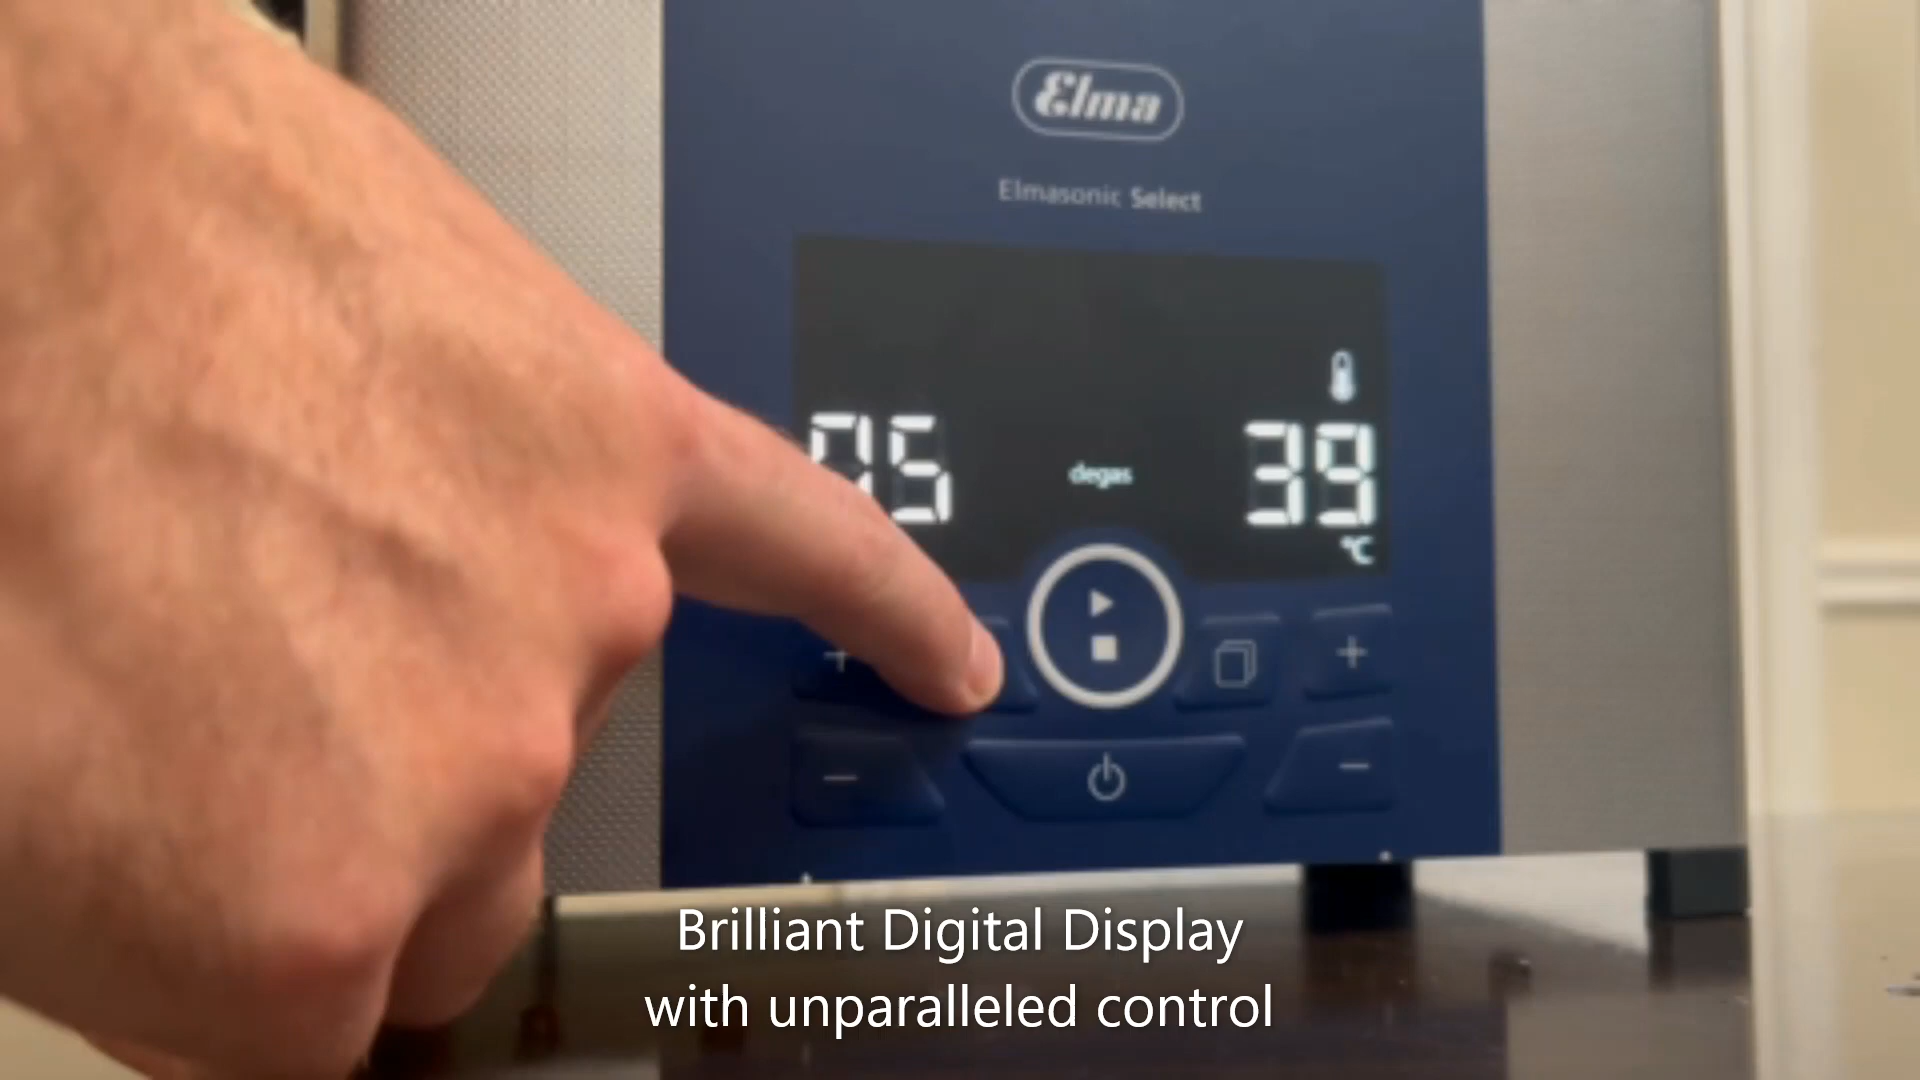 Elma
Elmasonic Select
05 degas 39
°C
Brilliant Digital Display
with unparalleled control